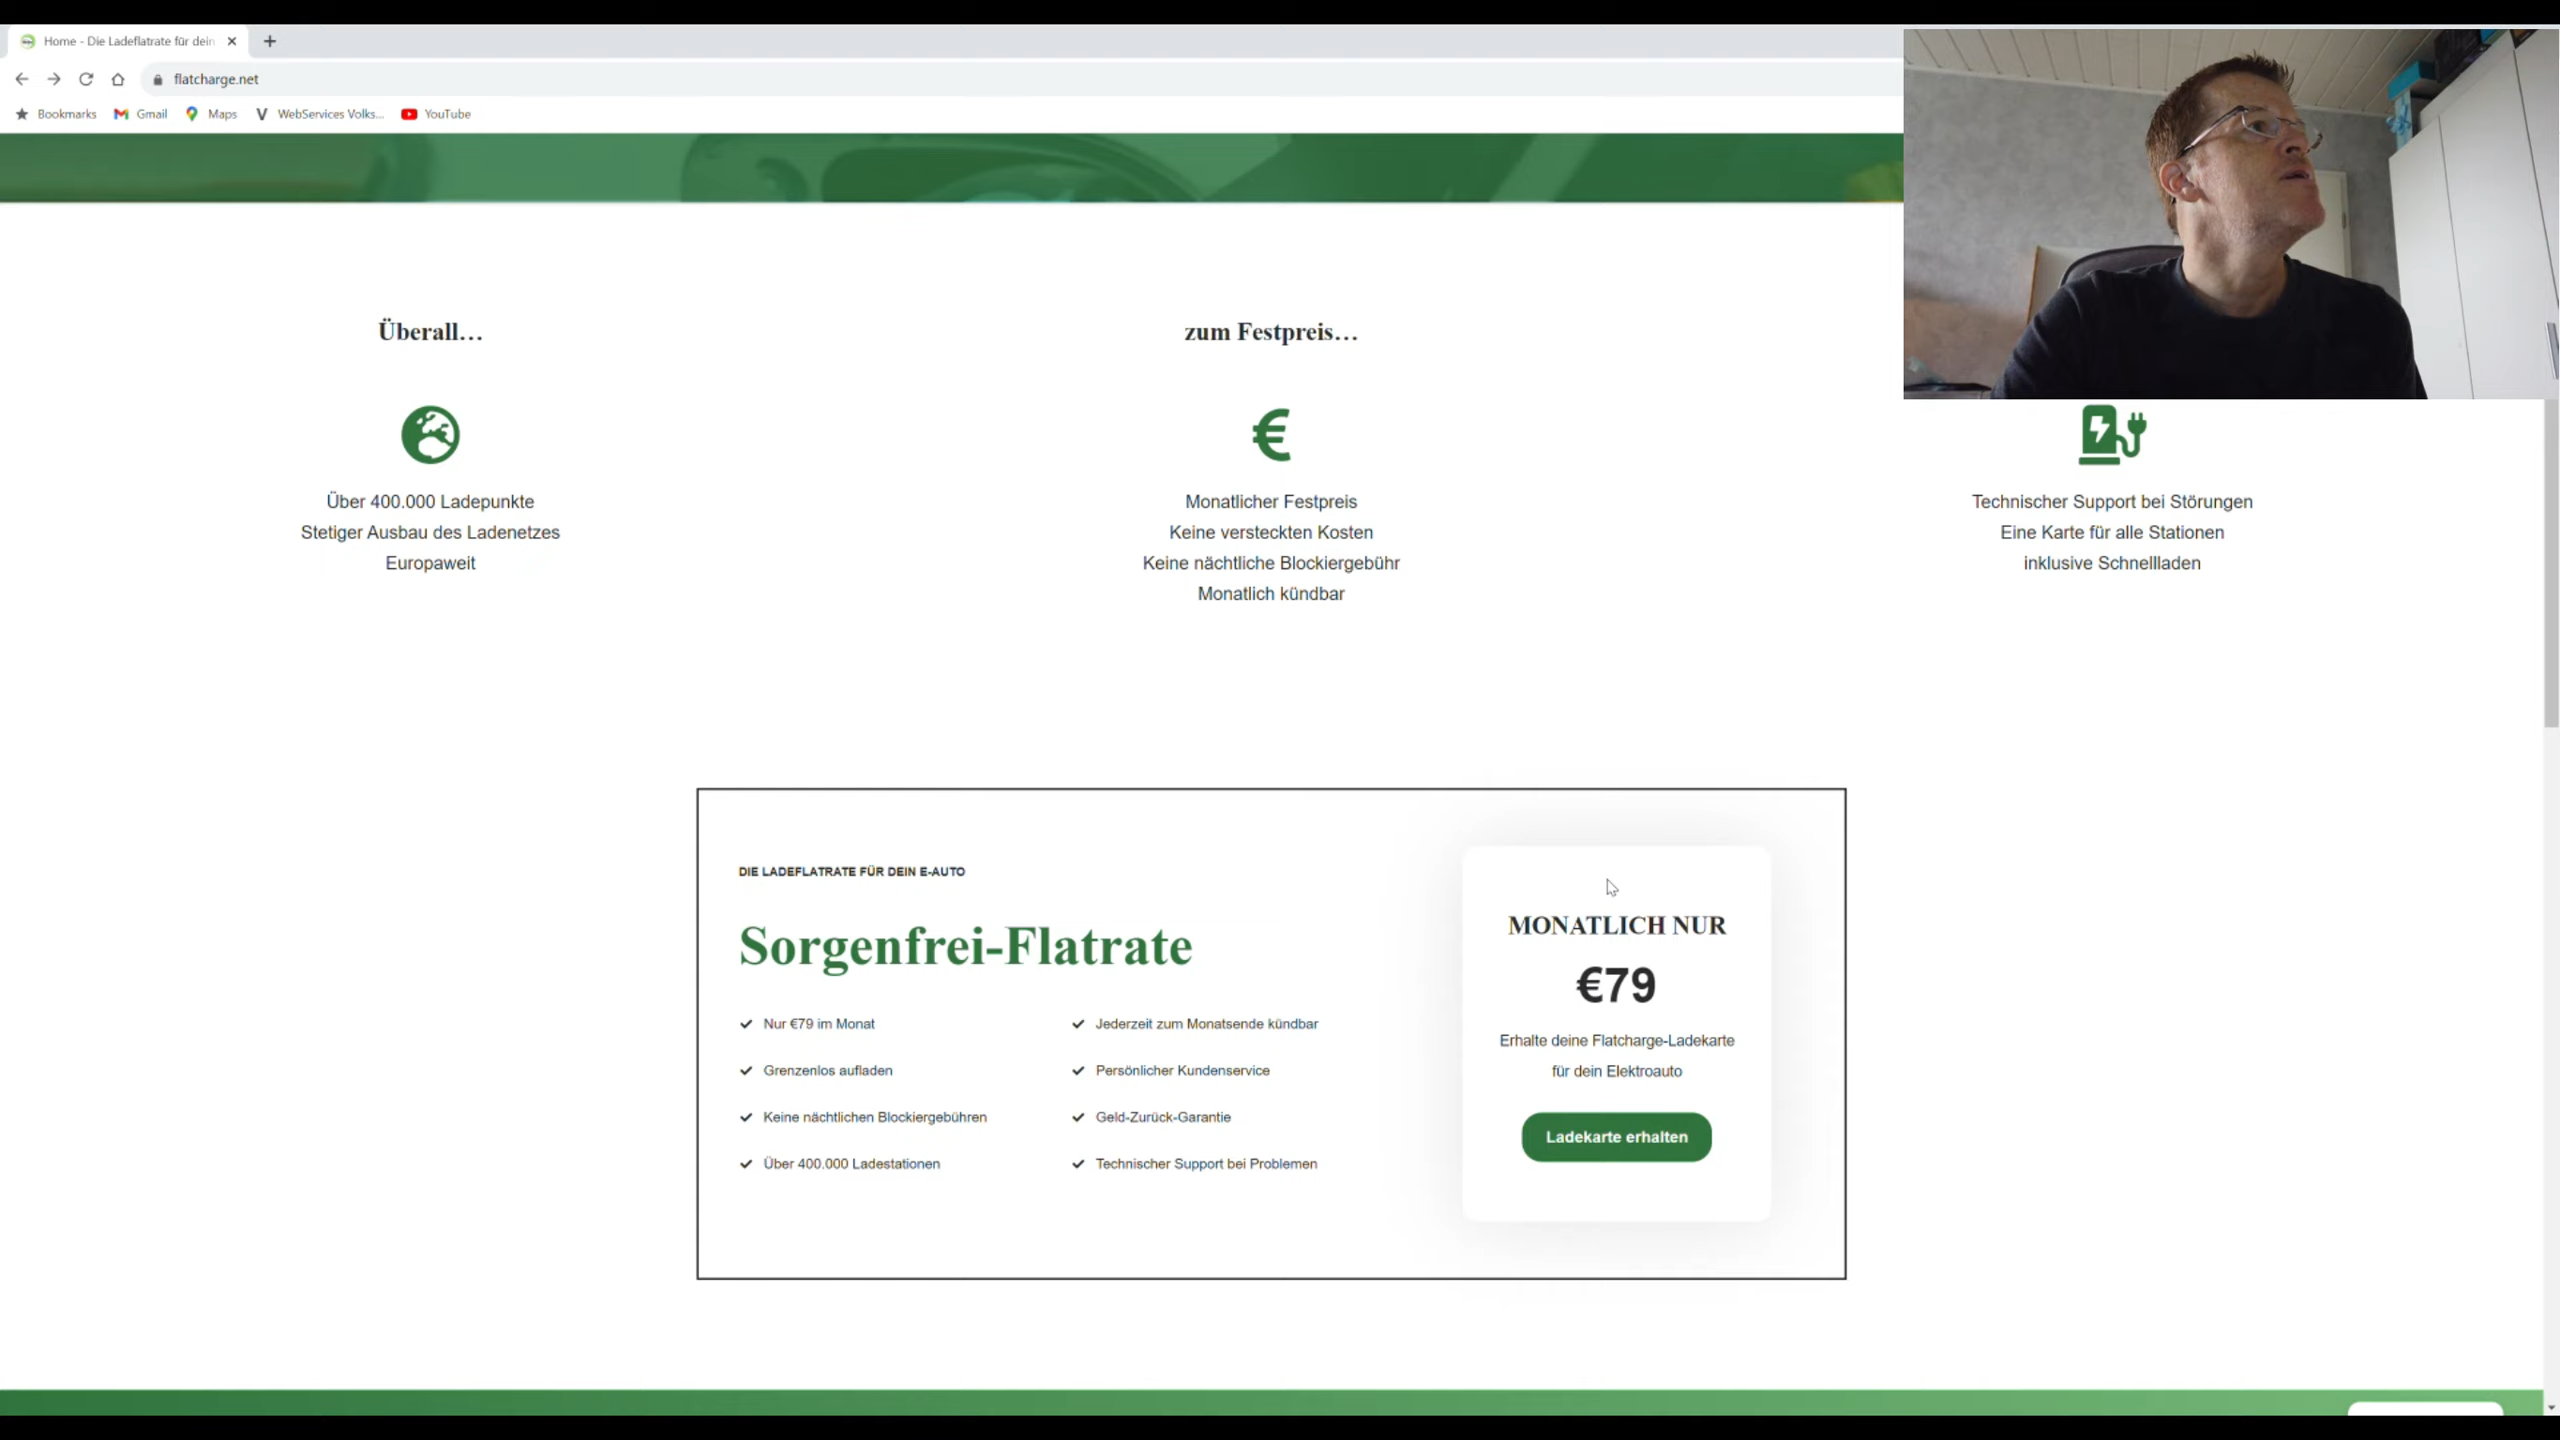 Home - Die Ladeflatrate für dein
flatcharge.net
Bookmarks Gmail Maps WebServices Volks... YouTube
Überall...
Über 400.000 Ladepunkte
Stetiger Ausbau des Ladenetzes
Europaweit
zum Festpreis...
€
Monatlicher Festpreis
Keine versteckten Kosten
Keine nächtliche Blockiergebühr
Monatlich kündbar
Technischer Support bei Störungen
Eine Karte für alle Stationen
inklusive Schnellladen
DIE LADEFLATRATE FÜR DEIN E-AUTO
Sorgenfrei-Flatrate
Nur €79 im Monat
Grenzenlos aufladen
Keine nächtlichen Blockiergebühren
Über 400.000 Ladestationen
Jederzeit zum Monatsende kündbar
Persönlicher Kundenservice
Geld-Zurück-Garantie
Technischer Support bei Problemen
MONATLICH NUR
€79
Erhalte deine Flatcharge-Ladekarte
für dein Elektroauto
Ladekarte erhalten